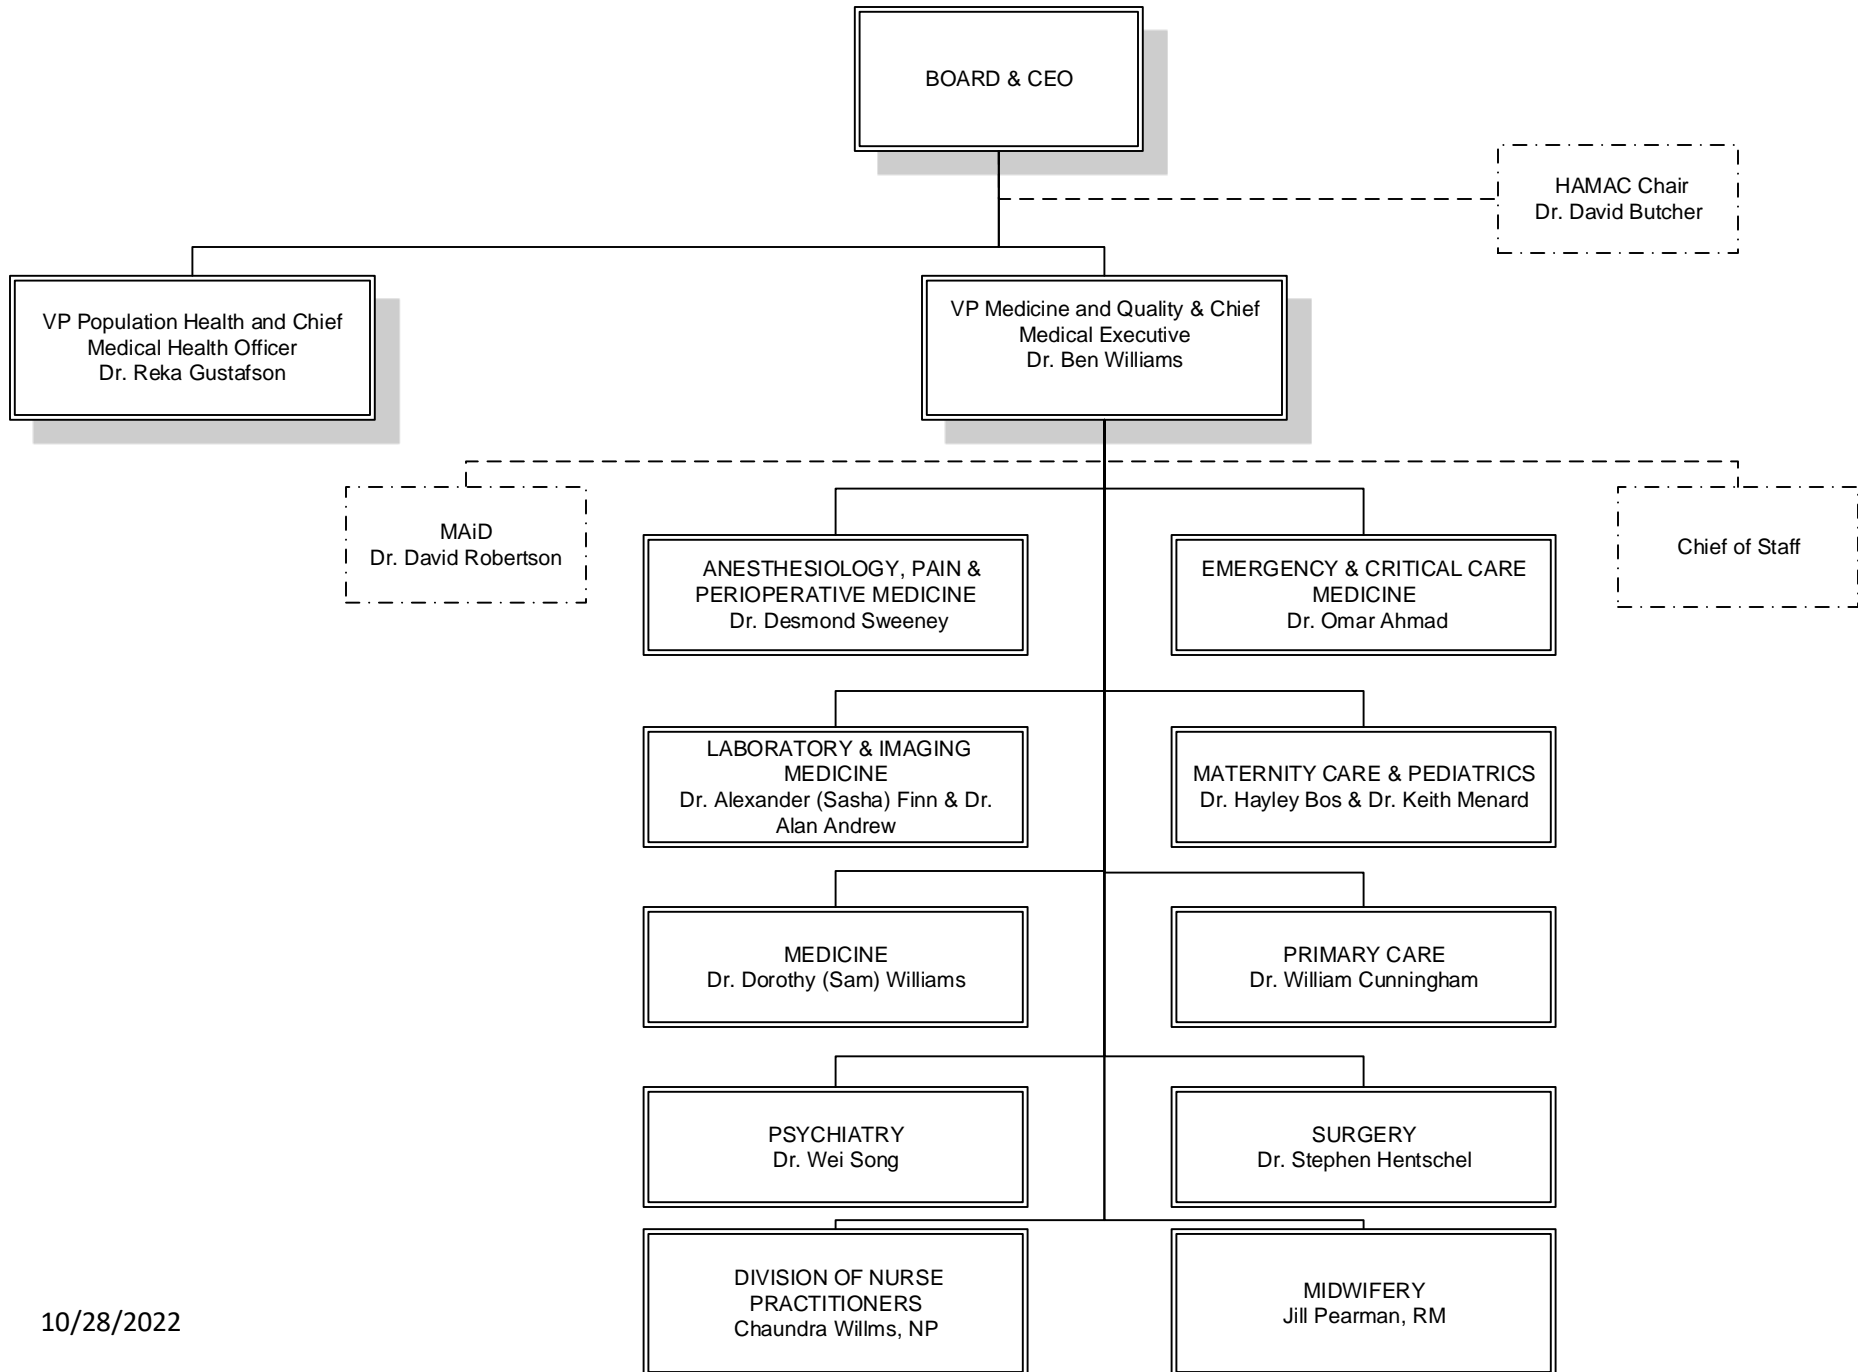 BOARD & CEO
HAMAC Chair
Dr. David Butcher
VP Population Health and Chief
Medical Health Officer
Dr. Reka Gustafson
VP Medicine and Quality & Chief
Medical Executive
Dr. Ben Williams
MAiD
Dr. David Robertson
ANESTHESIOLOGY, PAIN &
PERIOPERATIVE MEDICINE
Dr. Desmond Sweeney
EMERGENCY & CRITICAL CARE
MEDICINE
Dr. Omar Ahmad
Chief of Staff
LABORATORY & IMAGING
MEDICINE
Dr. Alexander (Sasha) Finn & Dr.
Alan Andrew
MATERNITY CARE & PEDIATRICS
Dr. Hayley Bos & Dr. Keith Menard
MEDICINE
Dr. Dorothy (Sam) Williams
PRIMARY CARE
Dr. William Cunningham
PSYCHIATRY
Dr. Wei Song
SURGERY
Dr. Stephen Hentschel
DIVISION OF NURSE
PRACTITIONERS
Chaundra Willms, NP
MIDWIFERY
Jill Pearman, RM
10/28/2022